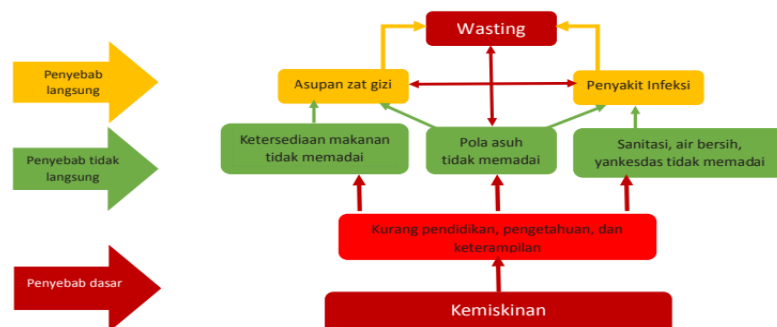 Wasting
Penyebab
langsung
Asupan zat gizi
Penyakit Infeksi
Penyebab tidak
langsung
Ketersediaan makanan
tidak memadai
Pola asuh
tidak memadai
Sanitasi, air bersih,
yankesdas tidak memadai
Kurang pendidikan, pengetahuan, dan
keterampilan
Penyebab dasar
Kemiskinan